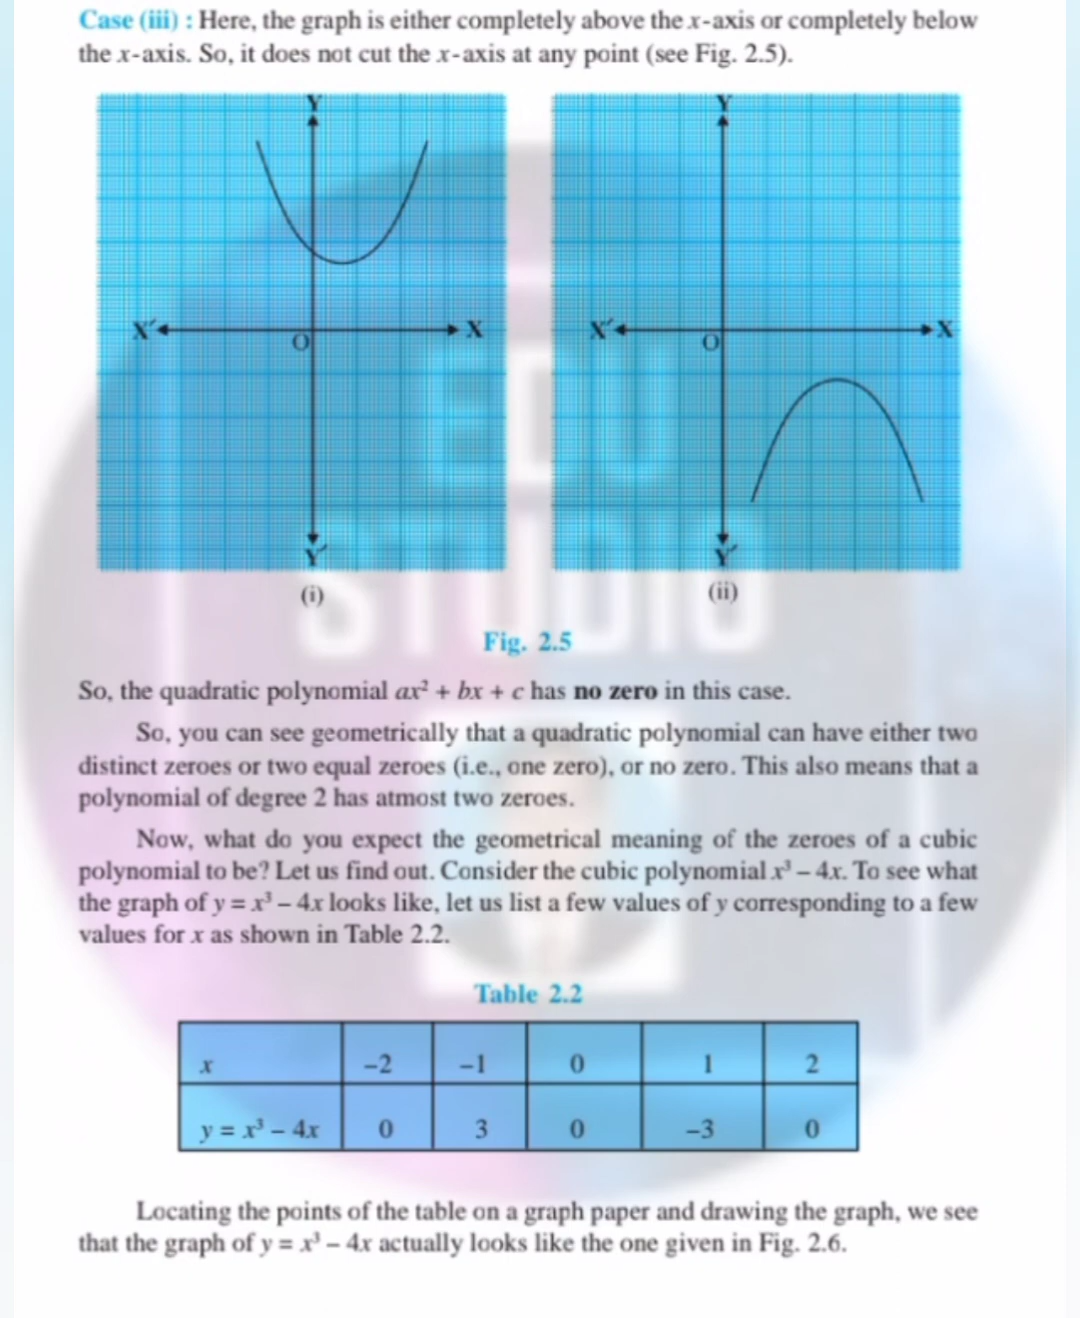 Case (iii) : Here, the graph is either completely above the x-axis or completely below
the x-axis. So, it does not cut the x-axis at any point (see Fig. 2.5).
Y Y
X′ O X X′ O X
Y′ Y′
(i) (ii)
EDU
STUDIO
Fig. 2.5
So, the quadratic polynomial ax² + bx + c has no zero in this case.
So, you can see geometrically that a quadratic polynomial can have either two
distinct zeroes or two equal zeroes (i.e., one zero), or no zero. This also means that a
polynomial of degree 2 has atmost two zeroes.
Now, what do you expect the geometrical meaning of the zeroes of a cubic
polynomial to be? Let us find out. Consider the cubic polynomial x³ – 4x. To see what
the graph of y = x³ – 4x looks like, let us list a few values of y corresponding to a few
values for x as shown in Table 2.2.
Table 2.2
x –2 –1 0 1 2
y = x³ – 4x 0 3 0 –3 0
Locating the points of the table on a graph paper and drawing the graph, we see
that the graph of y = x³ – 4x actually looks like the one given in Fig. 2.6.